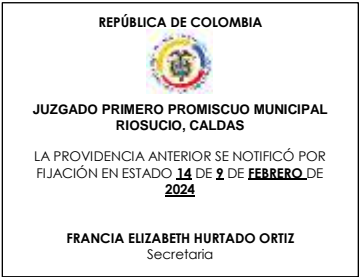 REPÚBLICA DE COLOMBIA
JUZGADO PRIMERO PROMISCUO MUNICIPAL
RIOSUCIO, CALDAS
LA PROVIDENCIA ANTERIOR SE NOTIFICÓ POR
FIJACIÓN EN ESTADO 14 DE 9 DE FEBRERO DE
2024
FRANCIA ELIZABETH HURTADO ORTIZ
Secretaria